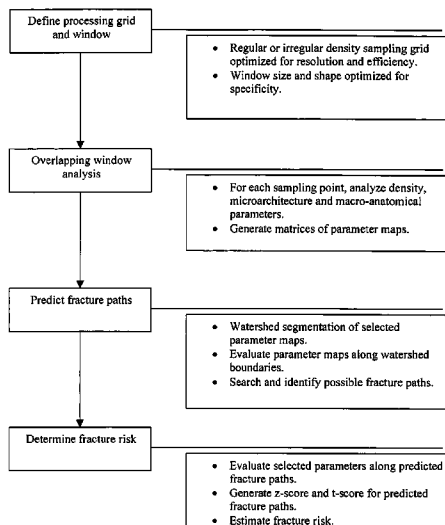 Define processing grid
and window
• Regular or irregular density sampling grid
optimized for resolution and efficiency.
• Window size and shape optimized for
specificity.
Overlapping window
analysis
• For each sampling point, analyze density,
microarchitecture and macro-anatomical
parameters.
• Generate matrices of parameter maps.
Predict fracture paths
• Watershed segmentation of selected
parameter maps.
• Evaluate parameter maps along watershed
boundaries.
• Search and identify possible fracture paths.
Determine fracture risk
• Evaluate selected parameters along predicted
fracture paths.
• Generate z-score and t-score for predicted
fracture paths.
• Estimate fracture risk.